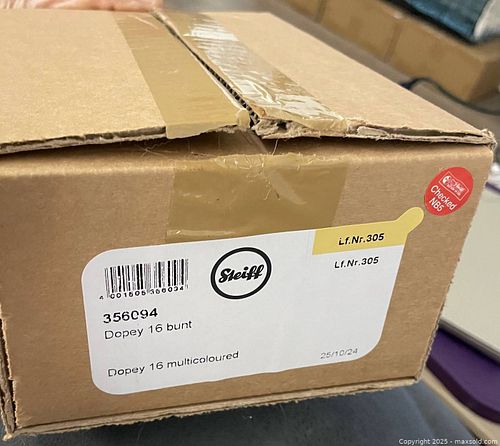 Lf.Nr.305
Lf.Nr.305
Steiff
356094
Dopey 16 bunt
Dopey 16 multicoloured
25/10/24
Checked
NB5
Copyright 2025 - maxsold.com